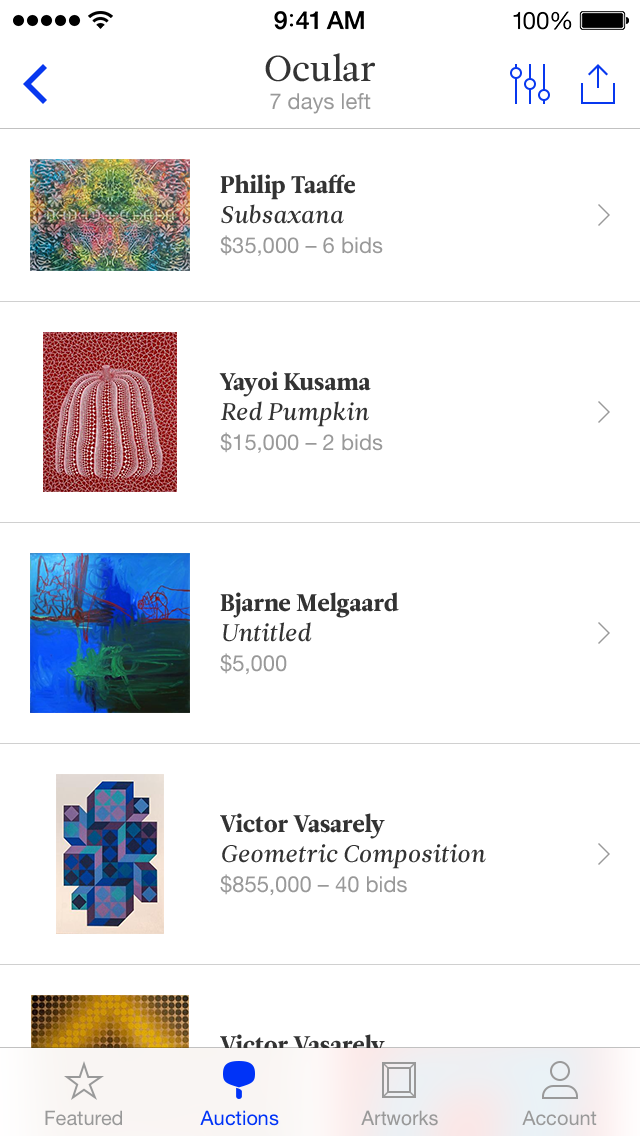 9:41 AM
100%
Ocular
7 days left
Philip Taaffe
Subsaxana
$35,000 – 6 bids
Yayoi Kusama
Red Pumpkin
$15,000 – 2 bids
Bjarne Melgaard
Untitled
$5,000
Victor Vasarely
Geometric Composition
$855,000 – 40 bids
Victor Vasarely
Featured
Auctions
Artworks
Account